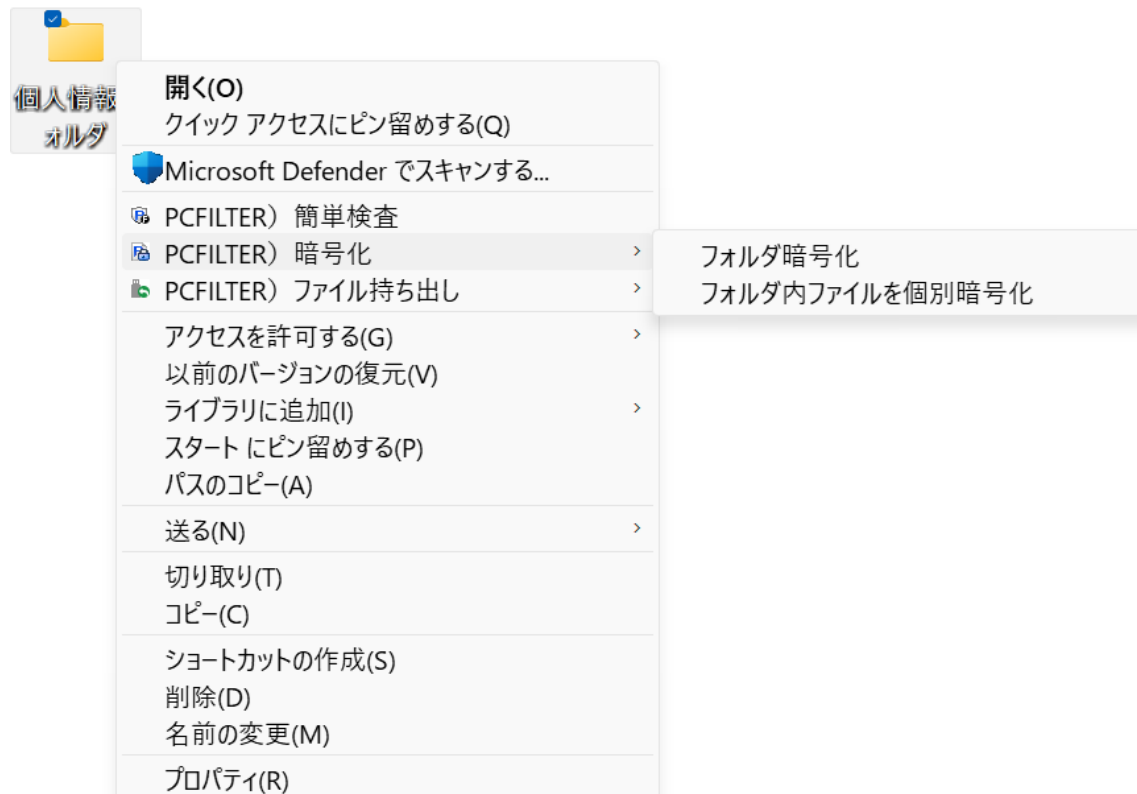 個人情報
ォルダ
開く(O)
クイック アクセスにピン留めする(Q)
Microsoft Defender でスキャンする...
PCFILTER）簡単検査
PCFILTER）暗号化
フォルダ暗号化
フォルダ内ファイルを個別暗号化
PCFILTER）ファイル持ち出し
アクセスを許可する(G)
以前のバージョンの復元(V)
ライブラリに追加(I)
スタート にピン留めする(P)
パスのコピー(A)
送る(N)
切り取り(T)
コピー(C)
ショートカットの作成(S)
削除(D)
名前の変更(M)
プロパティ(R)